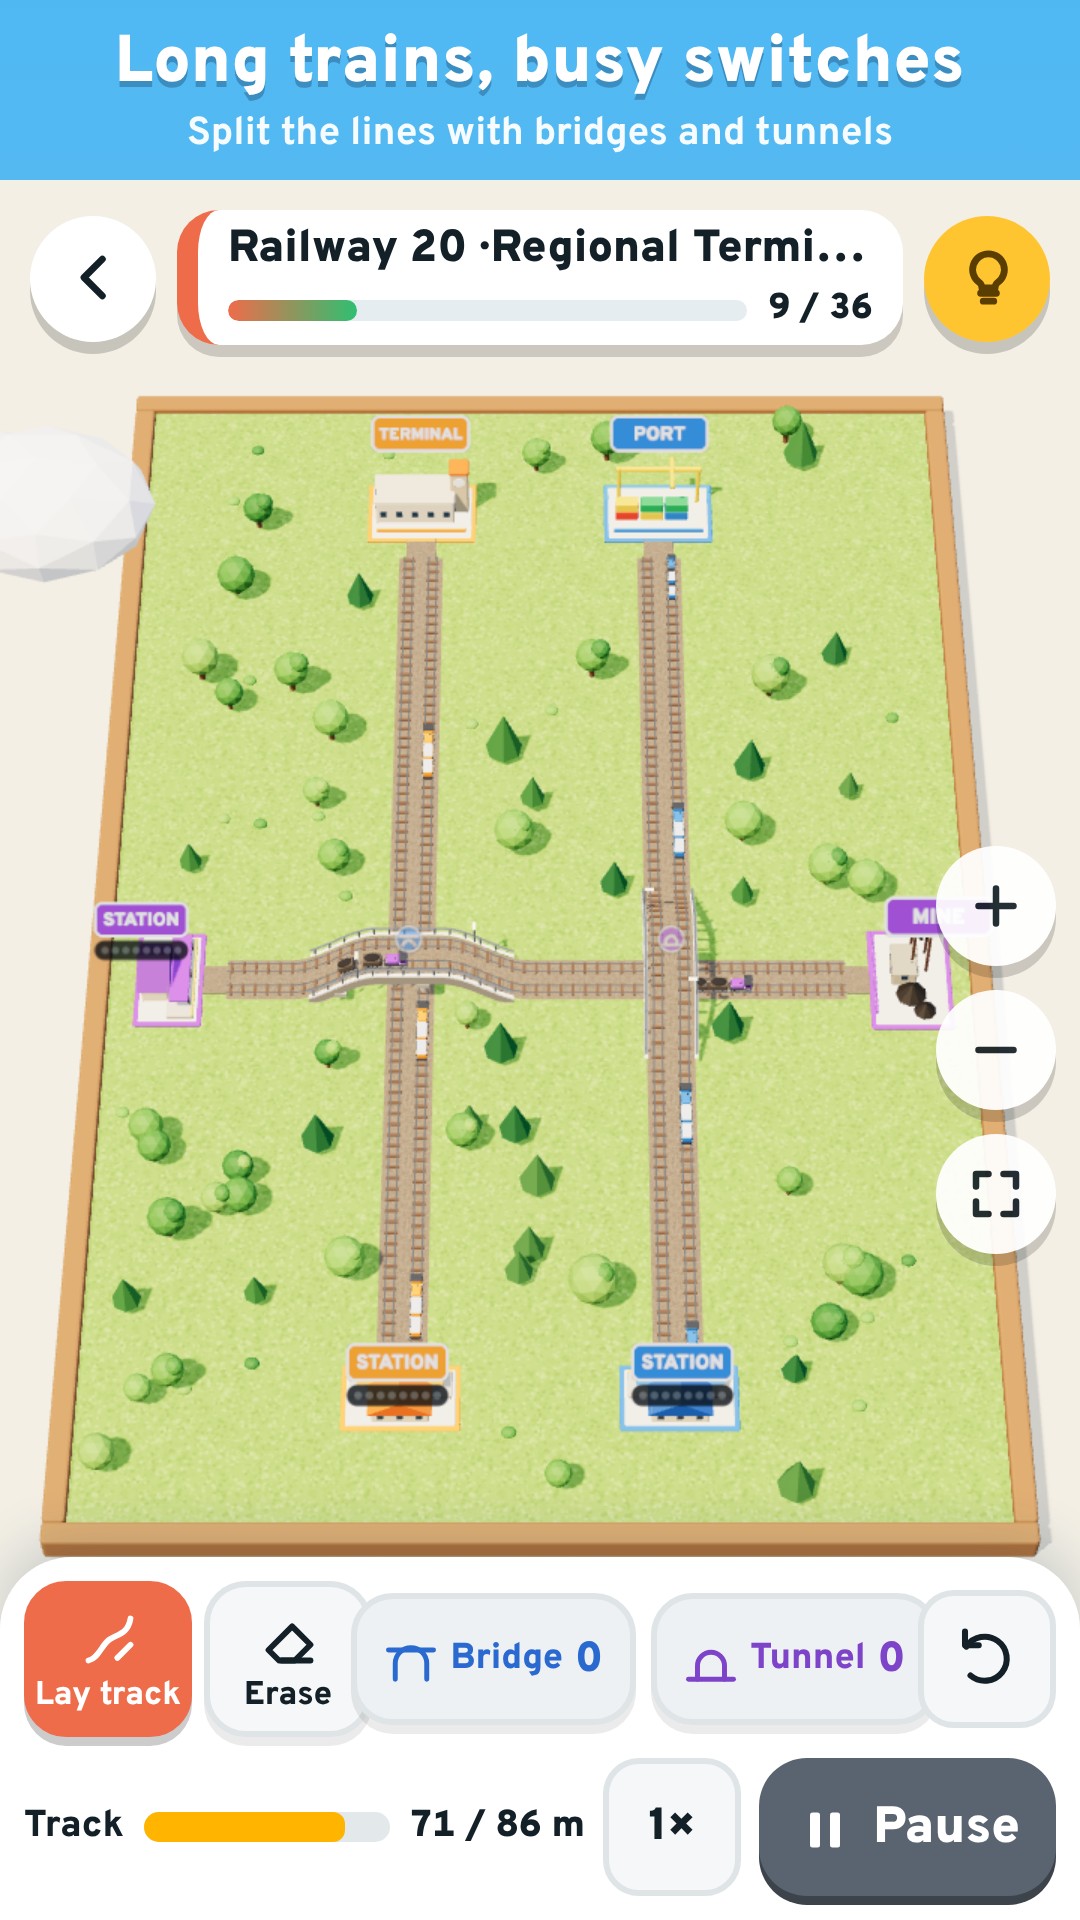 Long trains, busy switches
Split the lines with bridges and tunnels
Railway 20 ·Regional Termi...
9 / 36
TERMINAL
PORT
STATION
MINE
STATION
STATION
Lay track
Erase
Bridge 0
Tunnel 0
Track
71 / 86 m
1×
Pause